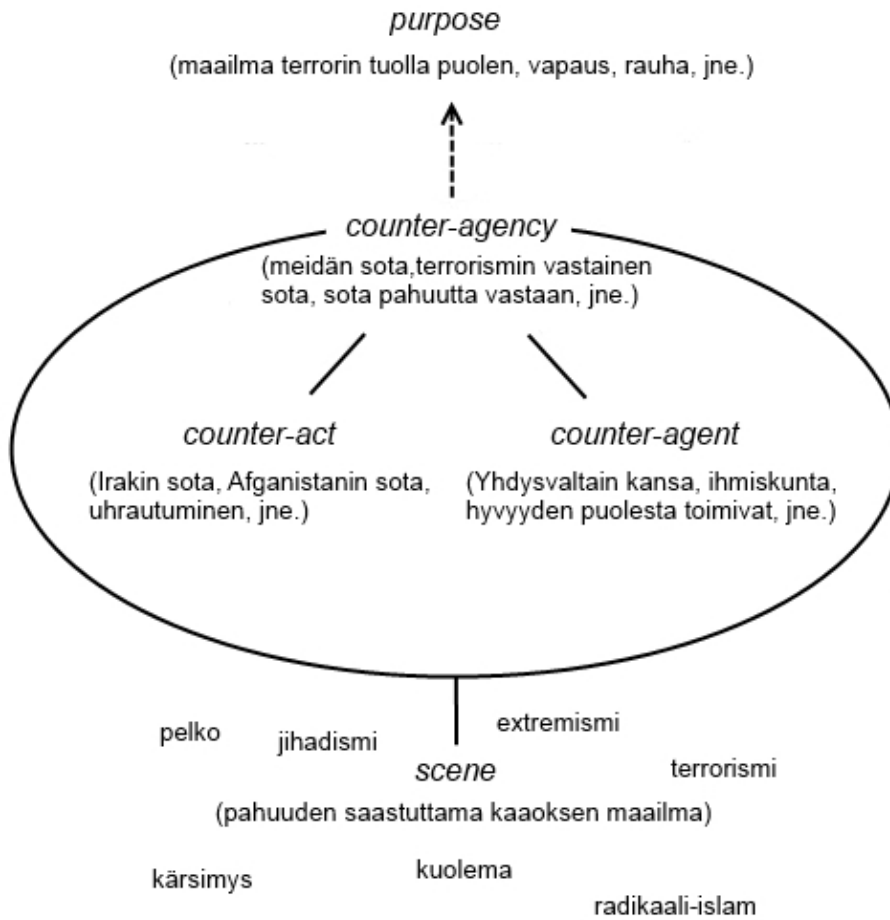 purpose
(maailma terrorin tuolla puolen, vapaus, rauha, jne.)
counter-agency
(meidän sota,terrorismin vastainen
sota, sota pahuutta vastaan, jne.)
counter-act
(Irakin sota, Afganistanin sota,
uhrautuminen, jne.)
counter-agent
(Yhdysvaltain kansa, ihmiskunta,
hyvyyden puolesta toimivat, jne.)
pelko
jihadismi
extremismi
scene
terrorismi
(pahuuden saastuttama kaaoksen maailma)
kärsimys
kuolema
radikaali-islam